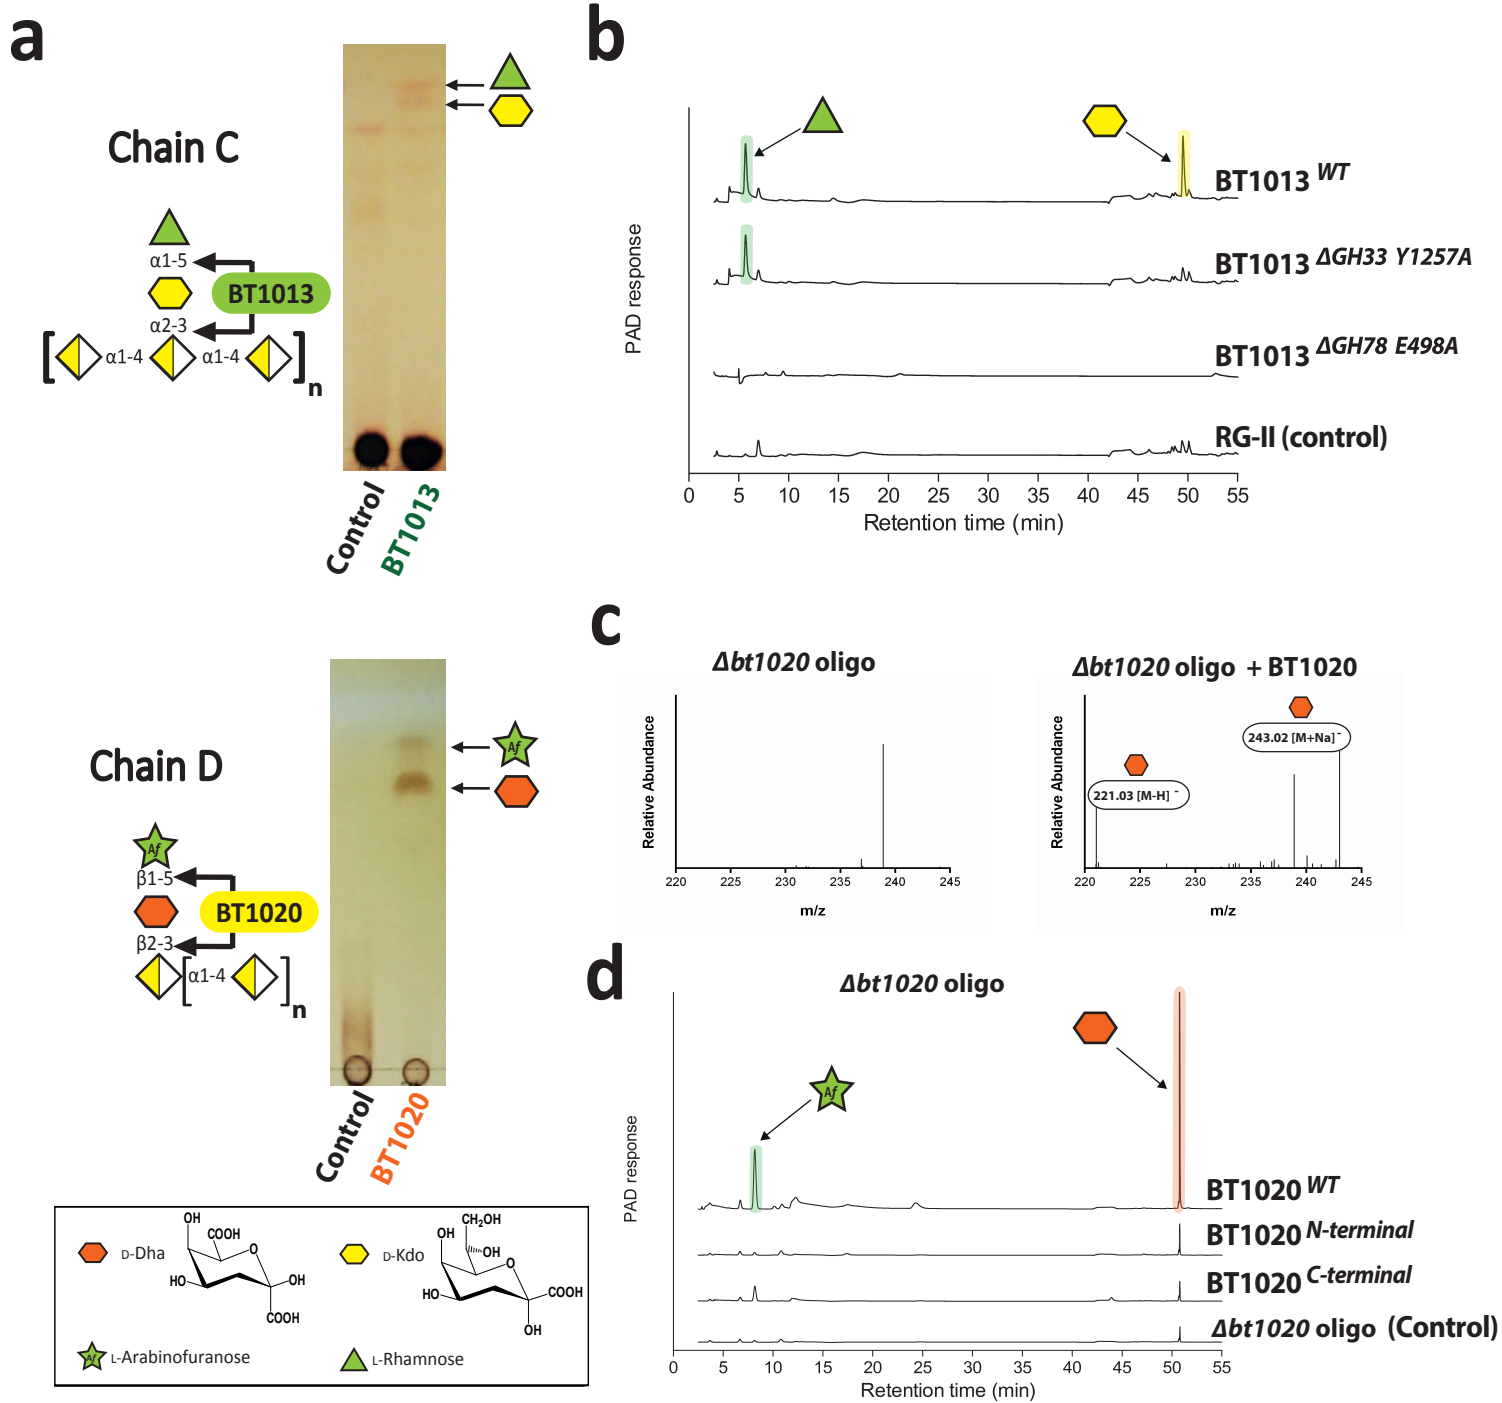 a
Chain C
α1-5
BT1013
α2-3
α1-4
α1-4
n
Control
BT1013
b
PAD response
BT1013 WT
BT1013 ΔGH33 Y1257A
BT1013 ΔGH78 E498A
RG-II (control)
0 5 10 15 20 25 30 35 40 45 50 55
Retention time (min)
Chain D
Af
β1-5
BT1020
β2-3
α1-4
n
Af
Control
BT1020
c
Δbt1020 oligo
Relative Abundance
220 225 230 235 240 245
m/z
Δbt1020 oligo + BT1020
243.02 [M+Na]-
221.03 [M-H] -
Relative Abundance
220 225 230 235 240 245
m/z
d
Δbt1020 oligo
Af
PAD response
BT1020 WT
BT1020 N-terminal
BT1020 C-terminal
Δbt1020 oligo (Control)
0 5 10 15 20 25 30 35 40 45 50 55
Retention time (min)
D-Dha
OH
COOH
O
HO
OH
COOH
D-Kdo
CH2OH
OH
OH
O
HO
COOH
OH
Af L-Arabinofuranose
L-Rhamnose